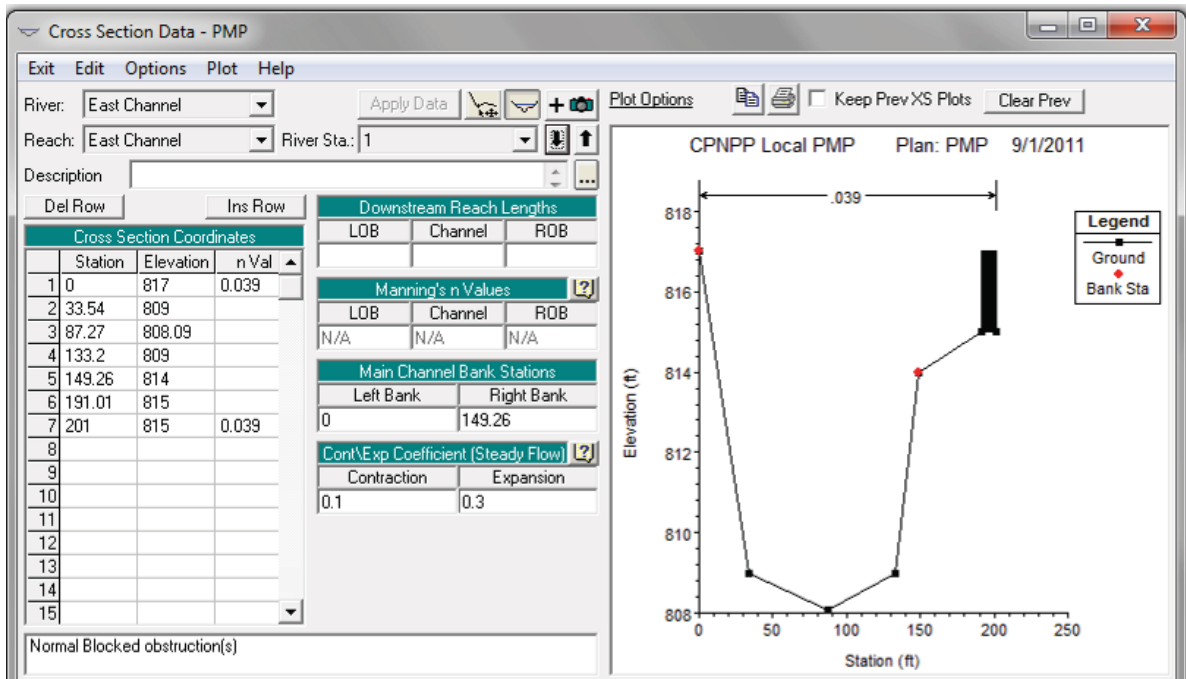 Cross Section Data - PMP
Exit Edit Options Plot Help
River: East Channel Apply Data Plot Options Keep Prev XS Plots Clear Prev
Reach: East Channel River Sta.: 1
Description ...
Del Row Ins Row
Cross Section Coordinates
Station Elevation n Val
1 0 817 0.039
2 33.54 809
3 87.27 808.09
4 133.2 809
5 149.26 814
6 191.01 815
7 201 815 0.039
8
9
10
11
12
13
14
15
Downstream Reach Lengths
LOB Channel ROB
Manning's n Values ?
LOB Channel ROB
N/A N/A N/A
Main Channel Bank Stations
Left Bank Right Bank
0 149.26
Cont\Exp Coefficient (Steady Flow) ?
Contraction Expansion
0.1 0.3
Normal Blocked obstruction(s)
CPNPP Local PMP Plan: PMP 9/1/2011
.039
Legend
Ground
Bank Sta
818
816
814
812
810
808
Elevation (ft)
0 50 100 150 200 250
Station (ft)